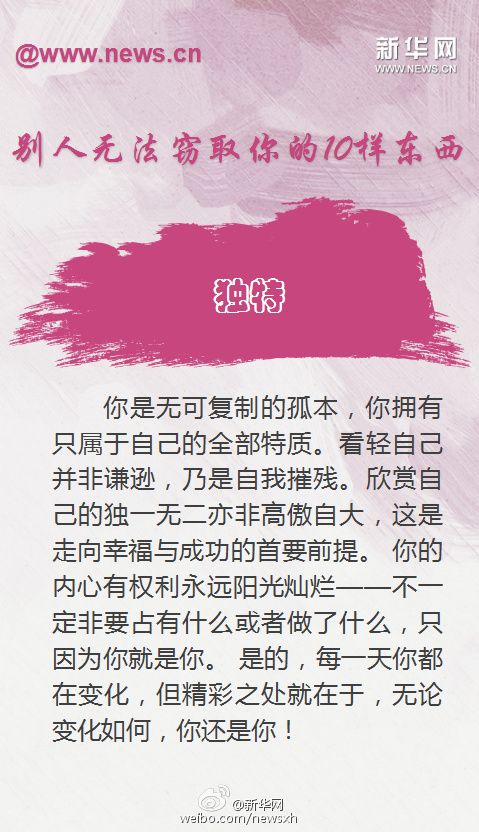 @www.news.cn
新华网
WWW.NEWS.CN
别人无法窃取你的10样东西
独特
你是无可复制的孤本，你拥有
只属于自己的全部特质。看轻自己
并非谦逊，乃是自我摧残。欣赏自
己的独一无二亦非高傲自大，这是
走向幸福与成功的首要前提。 你的
内心有权利永远阳光灿烂——不一
定非要占有什么或者做了什么，只
因为你就是你。 是的，每一天你都
在变化，但精彩之处就在于，无论
变化如何，你还是你！
@新华网
weibo.com/newsxh